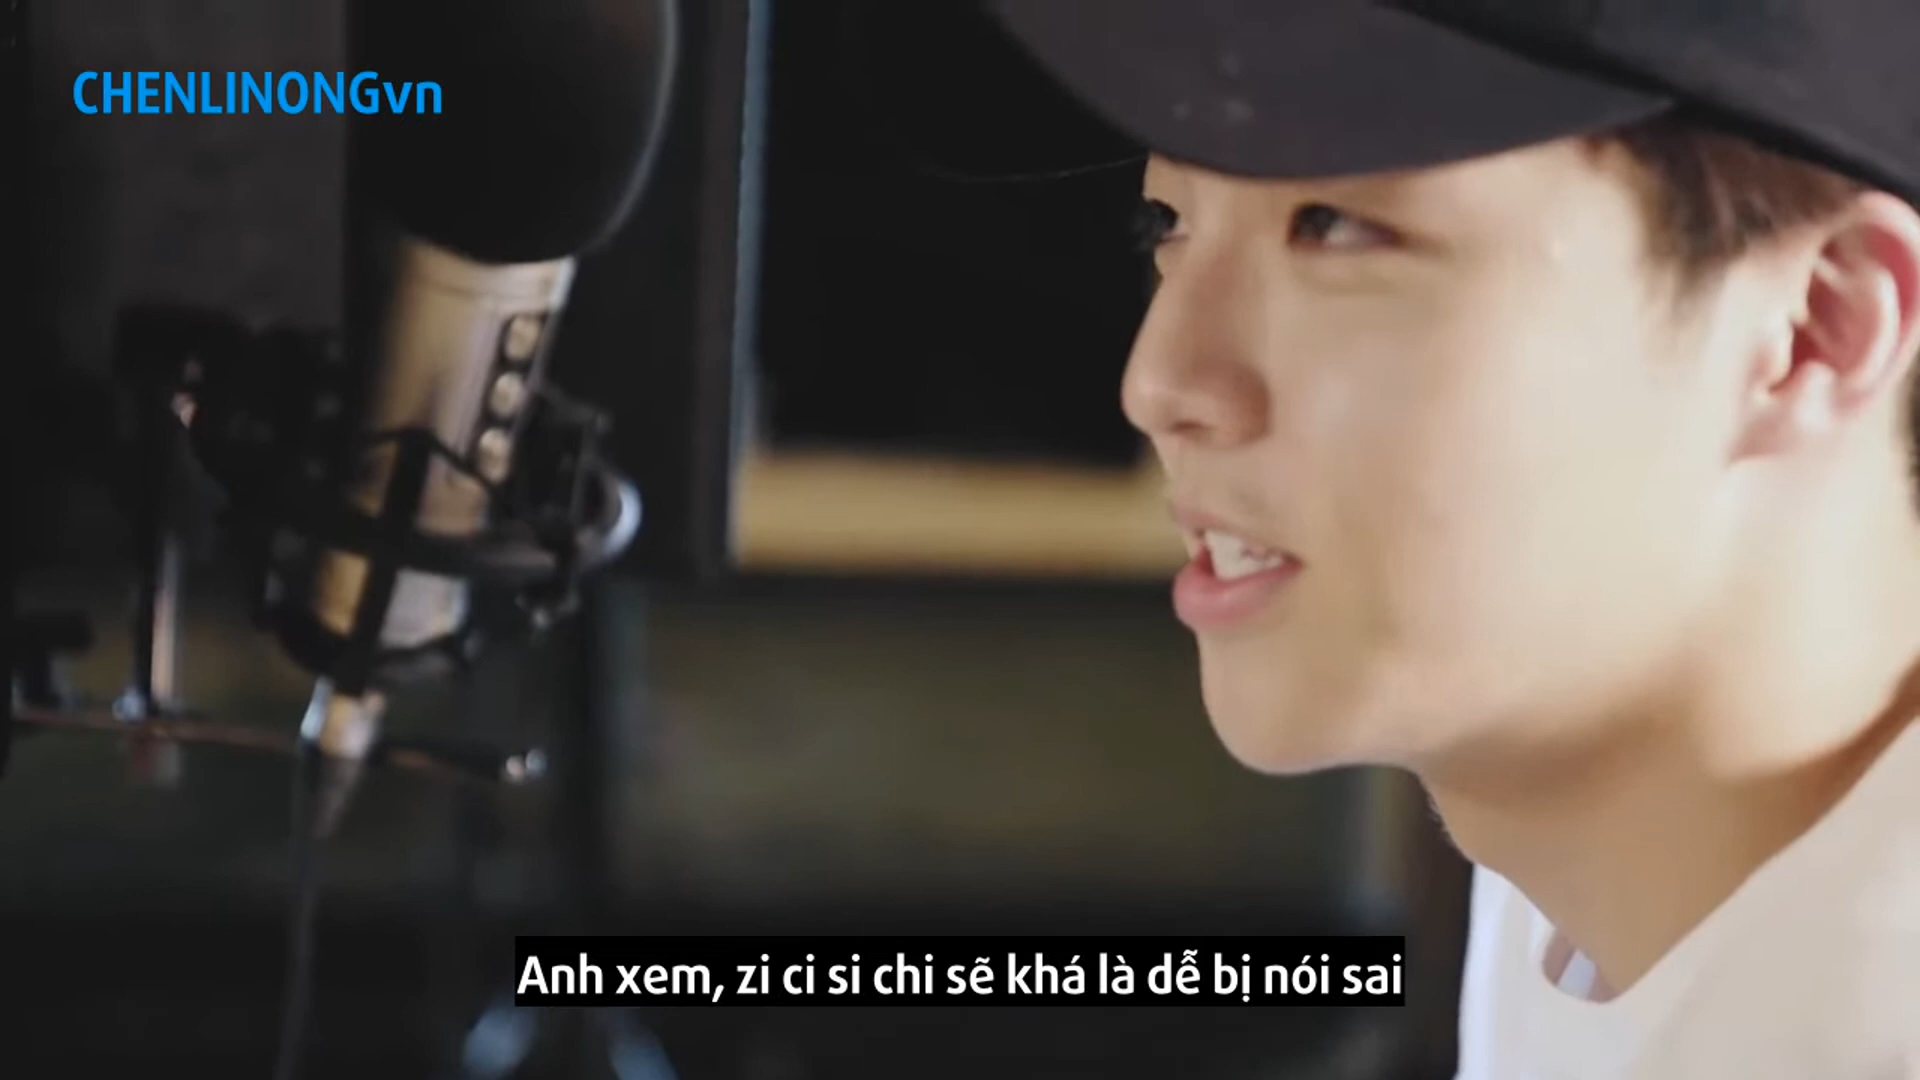 CHENLINONGvn
Anh xem, zi ci si chi sẽ khá là dễ bị nói sai